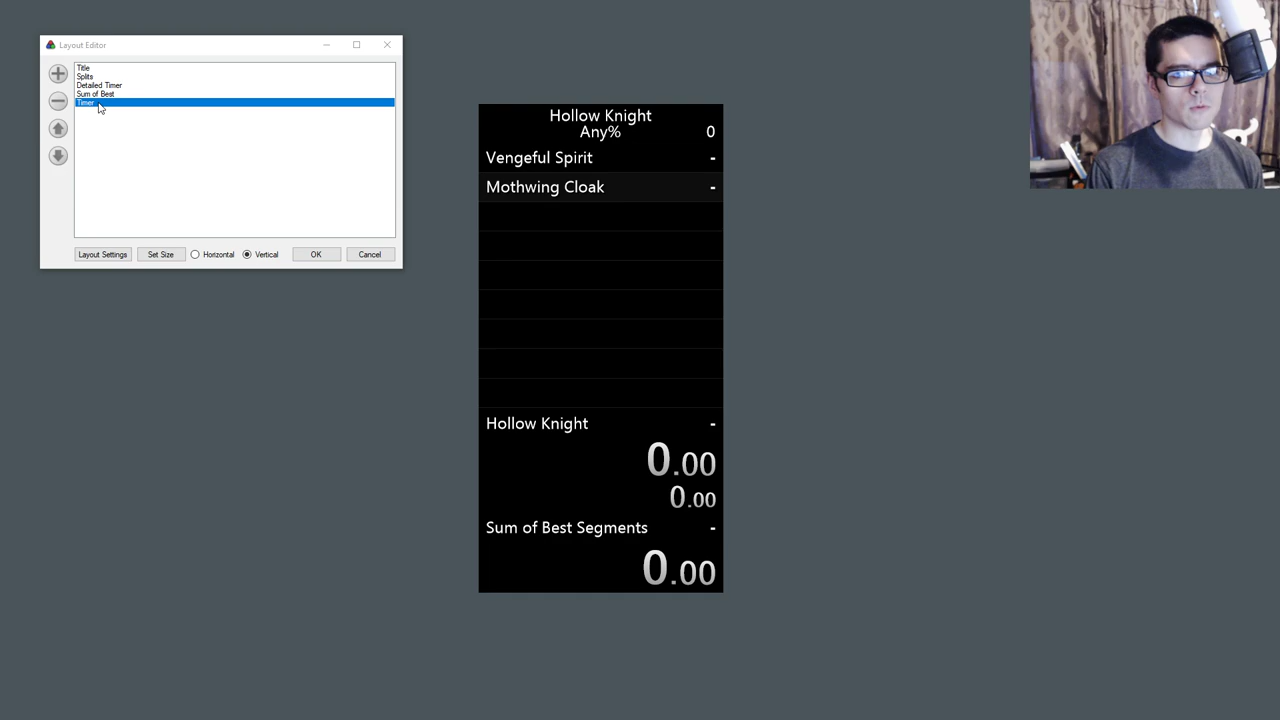 Layout Editor
Title
Splits
Detailed Timer
Sum of Best
Timer
Layout Settings
Set Size
Horizontal
Vertical
OK
Cancel
Hollow Knight
Any% 0
Vengeful Spirit -
Mothwing Cloak -
Hollow Knight -
0.00
0.00
Sum of Best Segments -
0.00